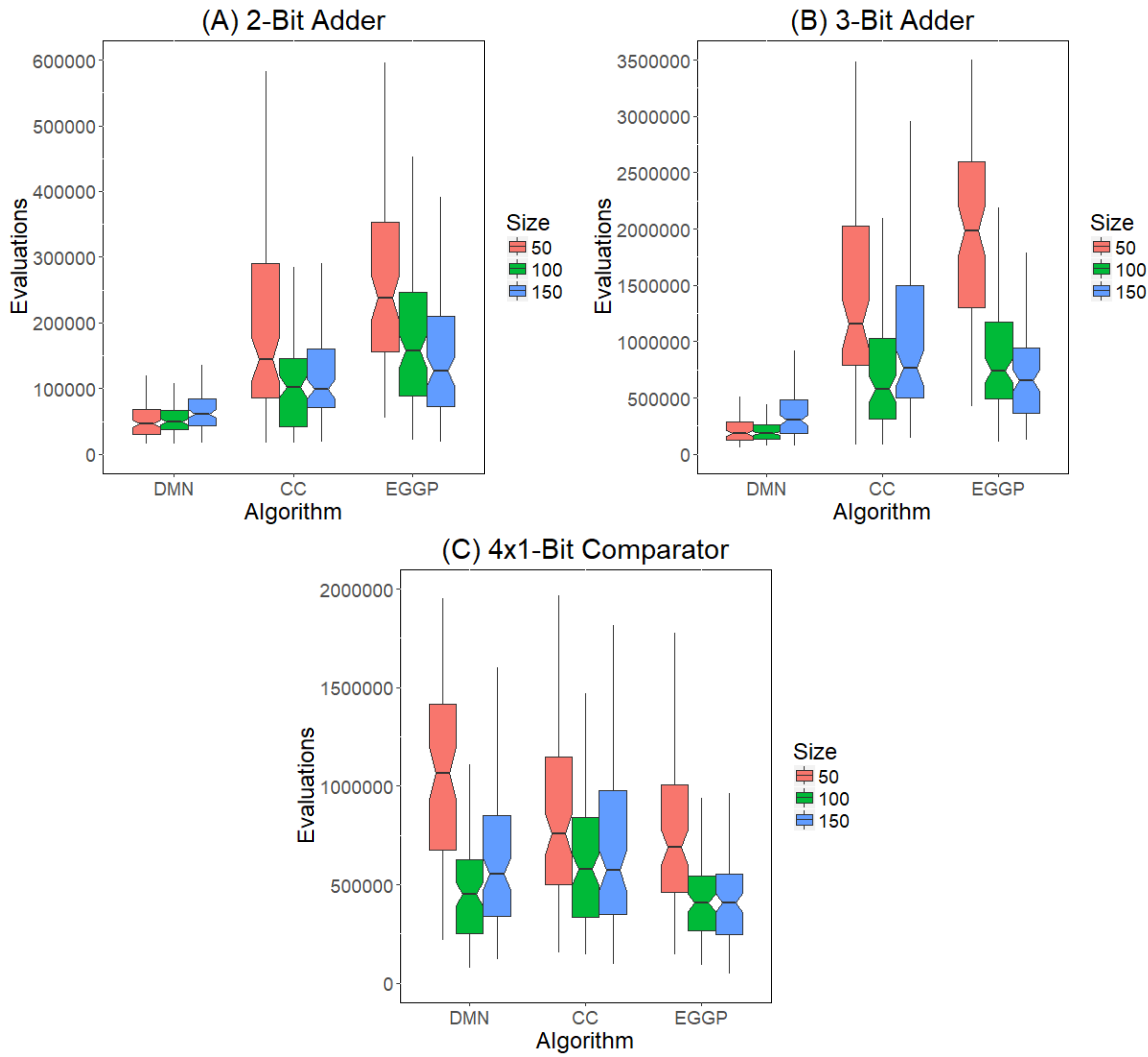 (A) 2-Bit Adder
600000
500000
400000
300000
200000
100000
0
Evaluations
DMN
CC
EGGP
Algorithm
Size
50
100
150
(B) 3-Bit Adder
3500000
3000000
2500000
2000000
1500000
1000000
500000
0
Evaluations
DMN
CC
EGGP
Algorithm
Size
50
100
150
(C) 4x1-Bit Comparator
2000000
1500000
1000000
500000
0
Evaluations
DMN
CC
EGGP
Algorithm
Size
50
100
150